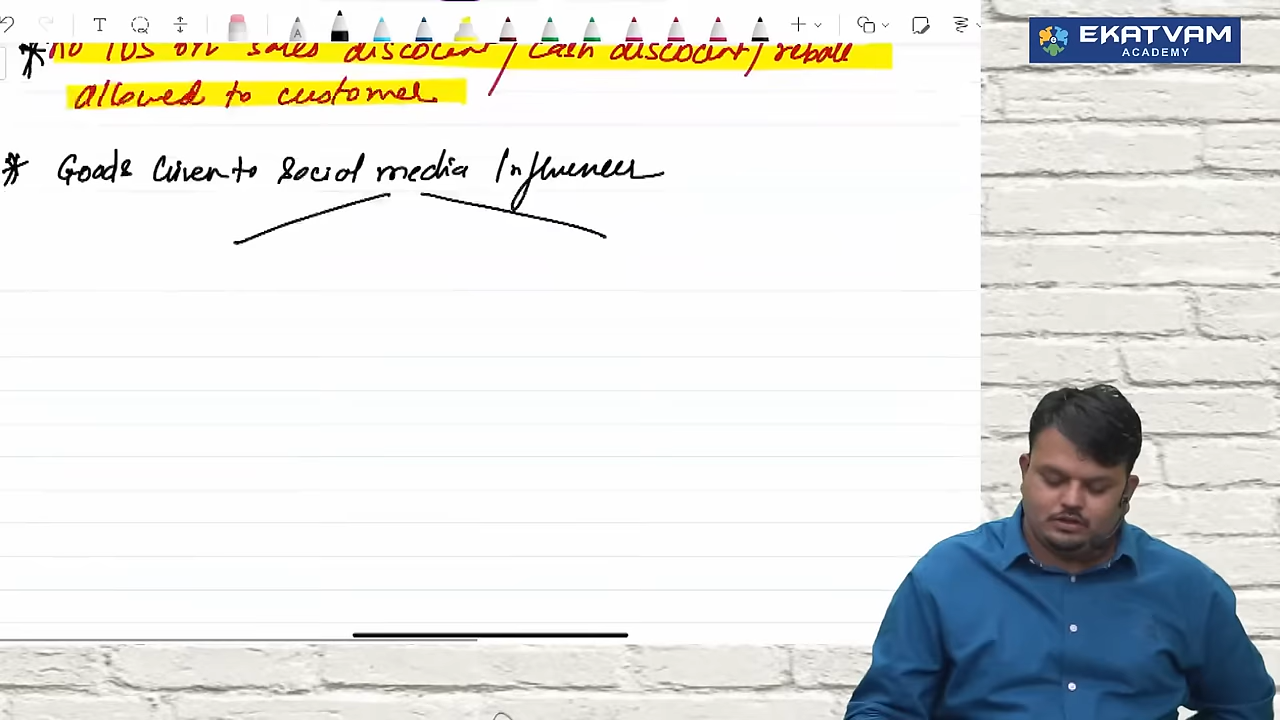 * no TDS on sales discount / cash discount / rebate
allowed to customer
* Goods Given to Social media Influencer
EKATVAM
ACADEMY